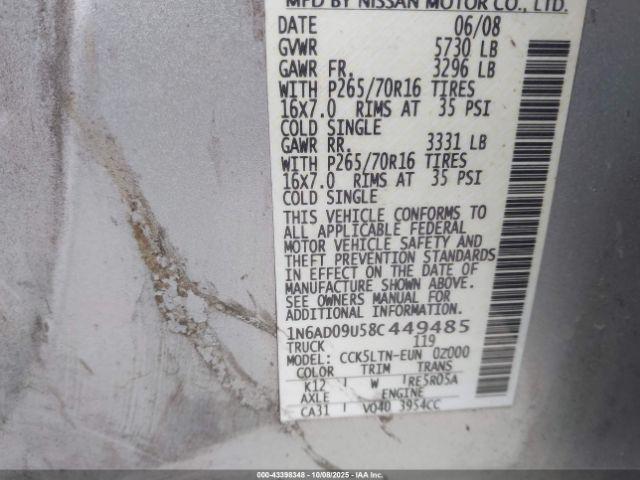 MFD BY NISSAN MOTOR CO., LTD.
DATE 06/08
GVWR 5730 LB
GAWR FR. 3296 LB
WITH P265/70R16 TIRES
16X7.0 RIMS AT 35 PSI
COLD SINGLE
GAWR RR. 3331 LB
WITH P265/70R16 TIRES
16X7.0 RIMS AT 35 PSI
COLD SINGLE
THIS VEHICLE CONFORMS TO
ALL APPLICABLE FEDERAL
MOTOR VEHICLE SAFETY AND
THEFT PREVENTION STANDARDS
IN EFFECT ON THE DATE OF
MANUFACTURE SHOWN ABOVE.
SEE OWNERS MANUAL FOR
ADDITIONAL INFORMATION.
1N6AD09U58C449485
TRUCK 119
MODEL: CCK5LTN-EUN 0Z000
COLOR TRIM TRANS
K12 W RE5R05A
AXLE ENGINE
CA31 VQ40 3954CC
000-43398348 - 10/08/2025 - IAA, Inc.